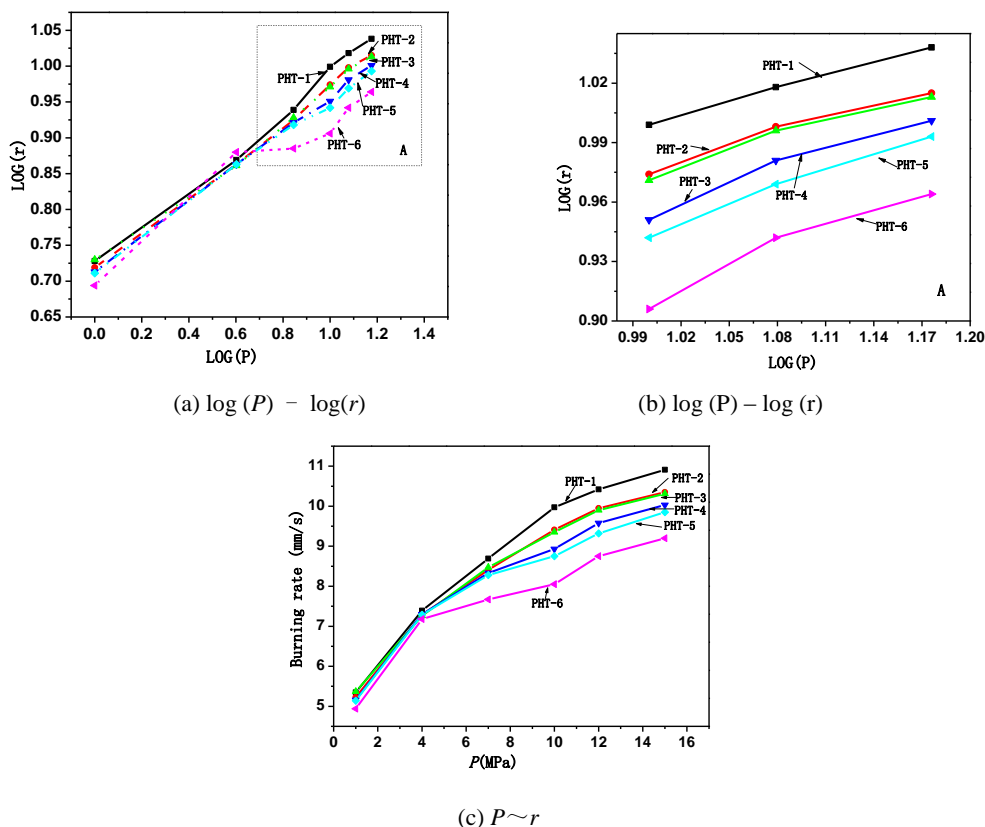 1.05
1.00
0.95
0.90
0.85
0.80
0.75
0.70
0.65
LOG(r)
PHT-1
PHT-2
PHT-3
PHT-4
PHT-5
PHT-6
A
0.0 0.2 0.4 0.6 0.8 1.0 1.2 1.4
LOG(P)
(a) log (P) － log(r)
1.02
0.99
0.96
0.93
0.90
LOG(r)
PHT-1
PHT-2
PHT-3
PHT-4
PHT-5
PHT-6
A
0.99 1.02 1.05 1.08 1.11 1.14 1.17 1.20
LOG(P)
(b) log (P) – log (r)
11
10
9
8
7
6
5
Burning rate (mm/s)
PHT-1
PHT-2
PHT-3
PHT-4
PHT-5
PHT-6
0 2 4 6 8 10 12 14 16
P(MPa)
(c) P～r